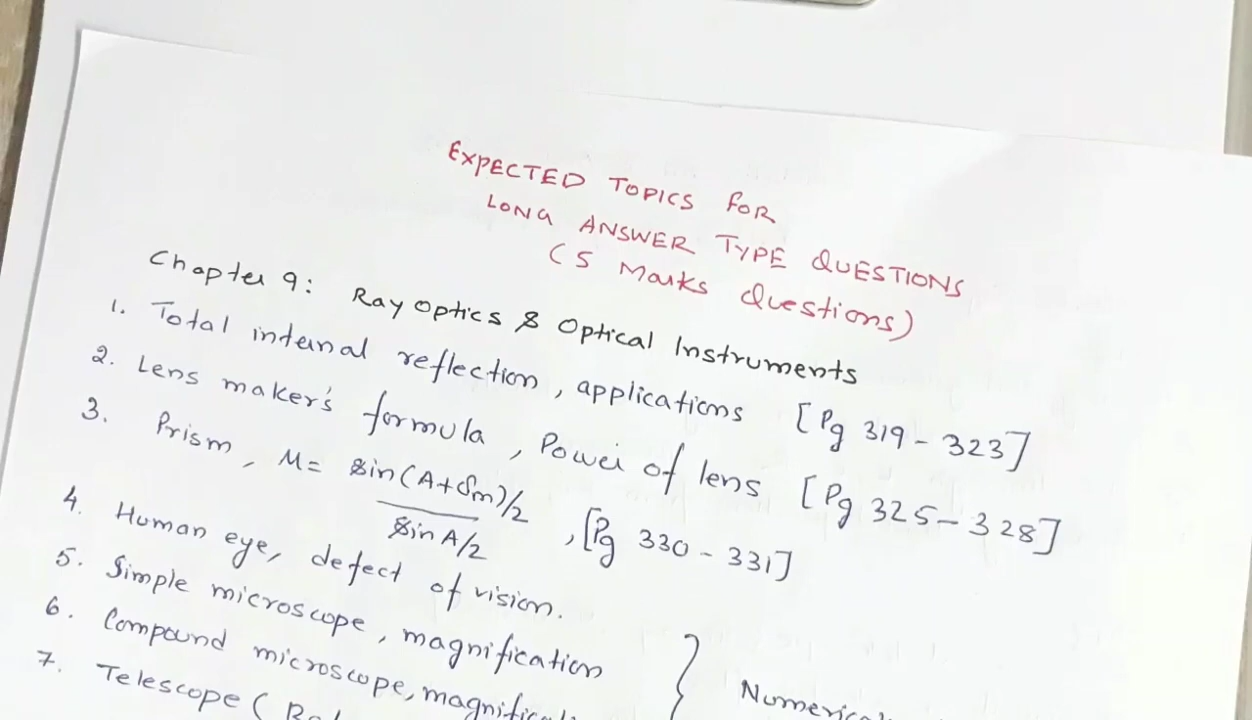 EXPECTED TOPICS FOR
LONG ANSWER TYPE QUESTIONS
(5 Marks Questions)
Chapter 9: Ray optics & Optical Instruments
1. Total internal reflection, applications [Pg 319-323]
2. Lens maker's formula, Power of lens [Pg 325-328]
3. Prism, M= sin(A+δm)/2 / sin A/2, [Pg 330-331]
4. Human eye, defect of vision.
5. Simple microscope, magnification
6. Compound microscope,
7. Telescope (